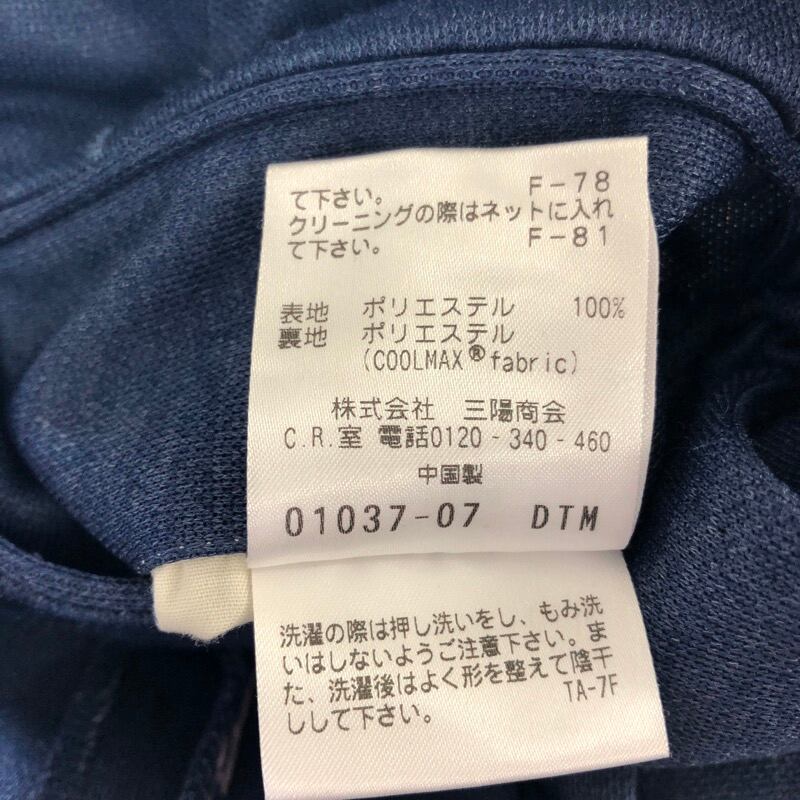 て下さい。 F-78
クリーニングの際はネットに入れ
て下さい。 F-81
表地 ポリエステル 100%
裏地 ポリエステル
(COOLMAX®fabric)
株式会社 三陽商会
C.R.室 電話0120-340-460
中国製
01037-07 DTM
洗濯の際は押し洗いをし、もみ洗
いはしないようご注意下さい。ま
た、洗濯後はよく形を整えて陰干
ししして下さい。 TA-7F